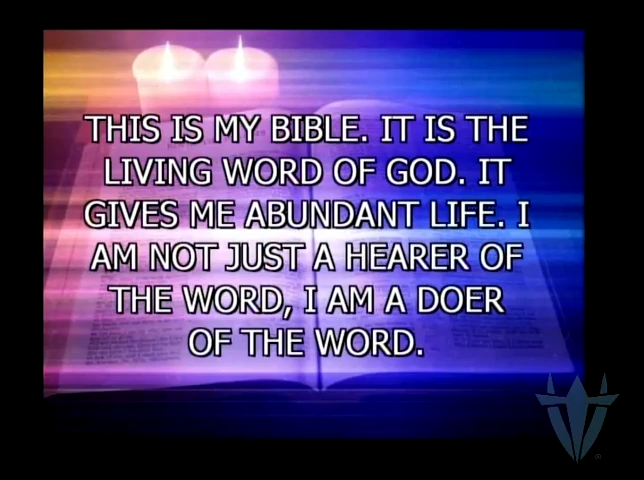 THIS IS MY BIBLE. IT IS THE
LIVING WORD OF GOD. IT
GIVES ME ABUNDANT LIFE. I
AM NOT JUST A HEARER OF
THE WORD, I AM A DOER
OF THE WORD.